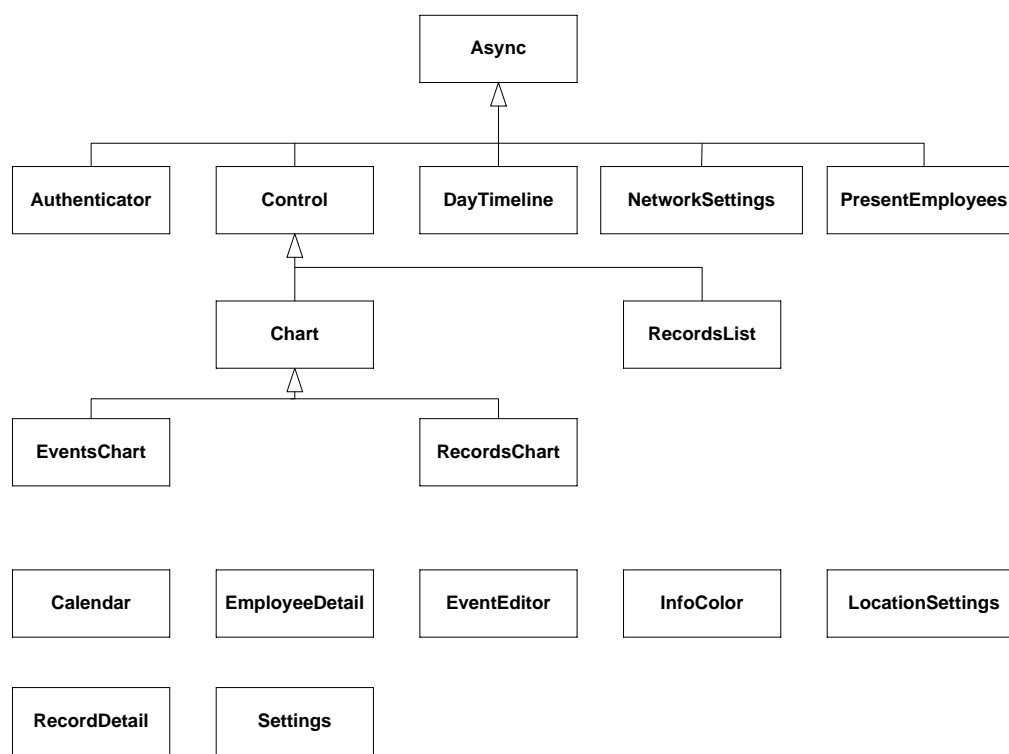 Async
Authenticator
Control
DayTimeline
NetworkSettings
PresentEmployees
Chart
RecordsList
EventsChart
RecordsChart
Calendar
EmployeeDetail
EventEditor
InfoColor
LocationSettings
RecordDetail
Settings